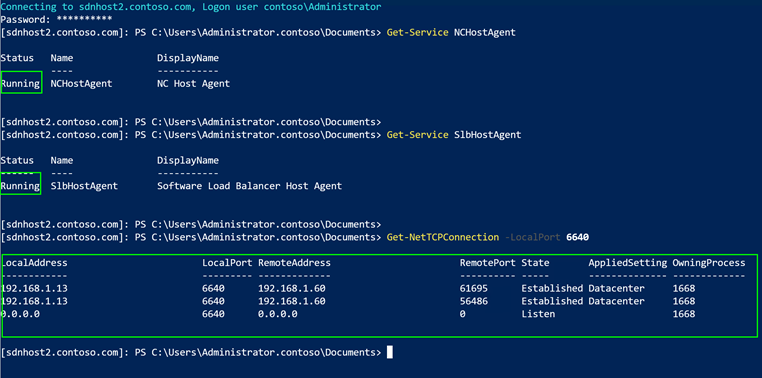 Connecting to sdnhost2.contoso.com, Logon user contoso\Administrator
Password: **********
[sdnhost2.contoso.com]: PS C:\Users\Administrator.contoso\Documents> Get-Service NCHostAgent
Status Name DisplayName
------ ---- -----------
Running NCHostAgent NC Host Agent
[sdnhost2.contoso.com]: PS C:\Users\Administrator.contoso\Documents>
[sdnhost2.contoso.com]: PS C:\Users\Administrator.contoso\Documents> Get-Service SlbHostAgent
Status Name DisplayName
------ ---- -----------
Running SlbHostAgent Software Load Balancer Host Agent
[sdnhost2.contoso.com]: PS C:\Users\Administrator.contoso\Documents>
[sdnhost2.contoso.com]: PS C:\Users\Administrator.contoso\Documents> Get-NetTCPConnection -LocalPort 6640
LocalAddress LocalPort RemoteAddress RemotePort State AppliedSetting OwningProcess
------------ --------- ------------- ---------- ----- -------------- -------------
192.168.1.13 6640 192.168.1.60 61695 Established Datacenter 1668
192.168.1.13 6640 192.168.1.60 56486 Established Datacenter 1668
0.0.0.0 6640 0.0.0.0 0 Listen 1668
[sdnhost2.contoso.com]: PS C:\Users\Administrator.contoso\Documents>